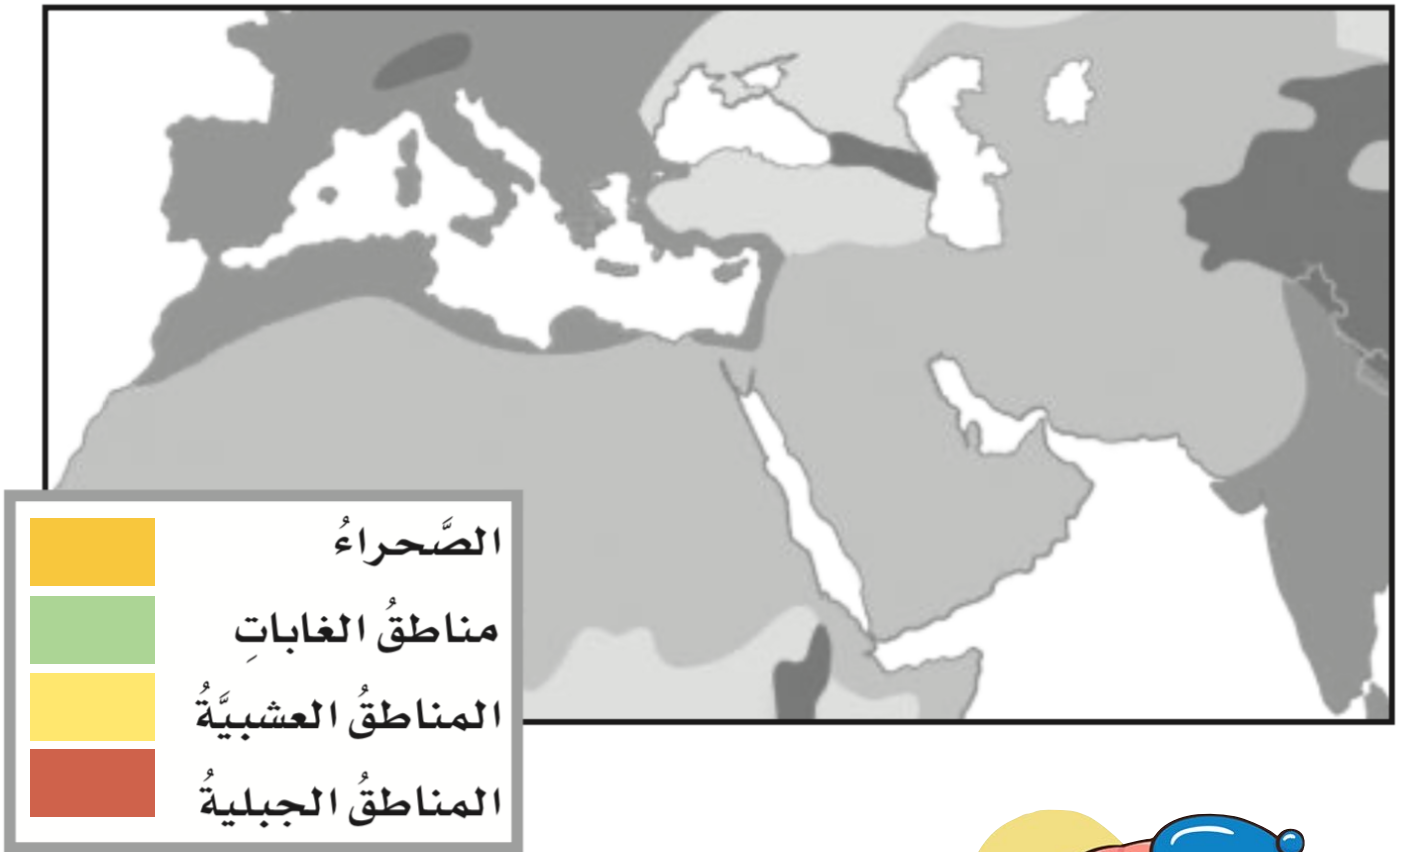 الصَّحراءُ
مناطقُ الغاباتِ
المناطقُ العشبيَّةُ
المناطقُ الجبليةُ